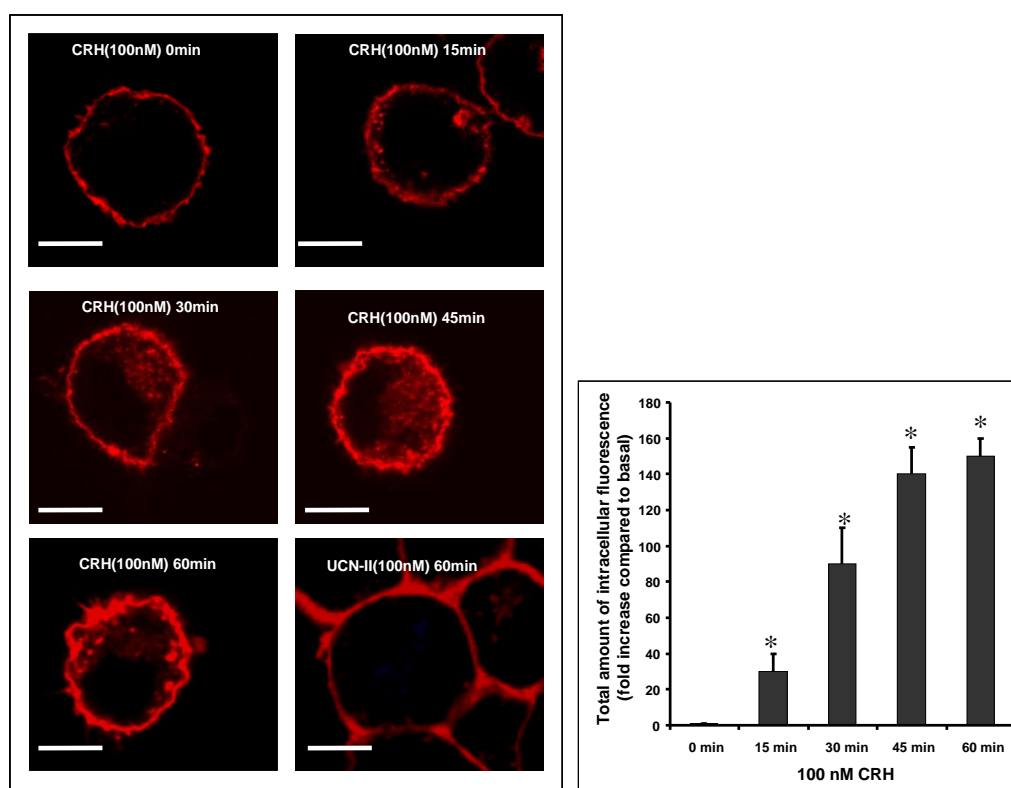 CRH(100nM) 0min
CRH(100nM) 15min
CRH(100nM) 30min
CRH(100nM) 45min
CRH(100nM) 60min
UCN-II(100nM) 60min
Total amount of intracellular fluorescence
(fold increase compared to basal)
180
160
140
120
100
80
60
40
20
0
*
*
*
*
0 min 15 min 30 min 45 min 60 min
100 nM CRH